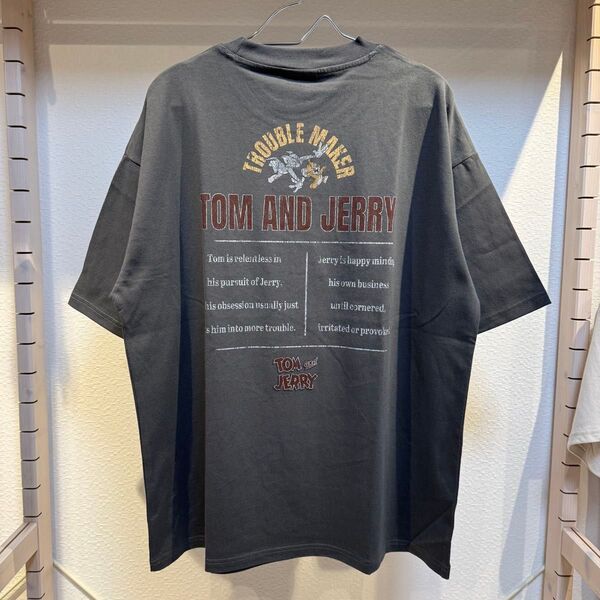 TROUBLE MAKER
TOM AND JERRY
Tom is relentless in
his pursuit of Jerry.
his obsession usually just
him into more trouble.
Jerry is happy minding
his own business
until cornered,
irritated or provoked.
TOM and
JERRY